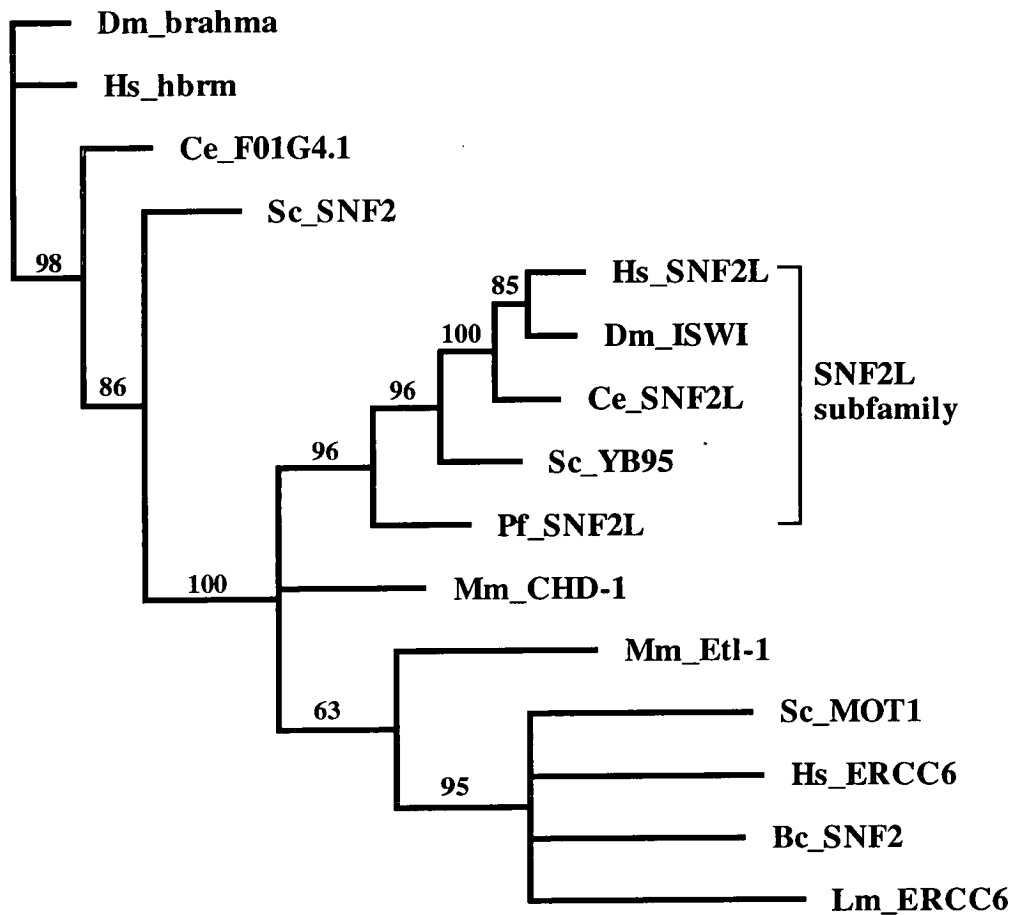 Dm_brahma
Hs_hbrm
Ce_F01G4.1
Sc_SNF2
98
Hs_SNF2L
85
Dm_ISWI
100
SNF2L
subfamily
86
96
Ce_SNF2L
96
Sc_YB95
Pf_SNF2L
100
Mm_CHD-1
Mm_Etl-1
63
Sc_MOT1
Hs_ERCC6
95
Bc_SNF2
Lm_ERCC6